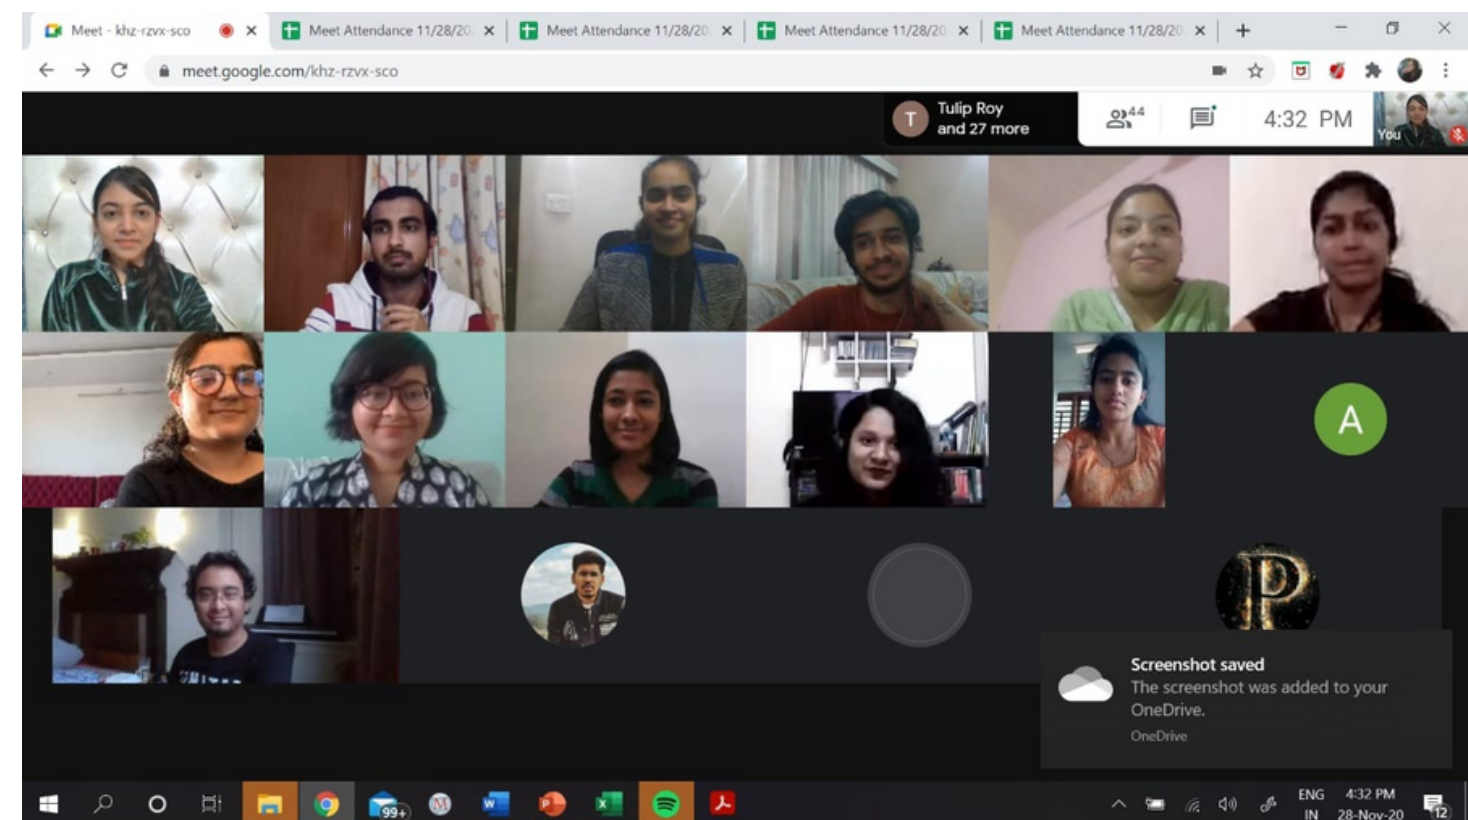 Meet - khz-rzvx-sco
Meet Attendance 11/28/20
Meet Attendance 11/28/20
Meet Attendance 11/28/20
Meet Attendance 11/28/20
meet.google.com/khz-rzvx-sco
T
Tulip Roy
and 27 more
44
4:32 PM
You
A
P
Screenshot saved
The screenshot was added to your
OneDrive.
OneDrive
99+
ENG
IN
4:32 PM
28-Nov-20
12